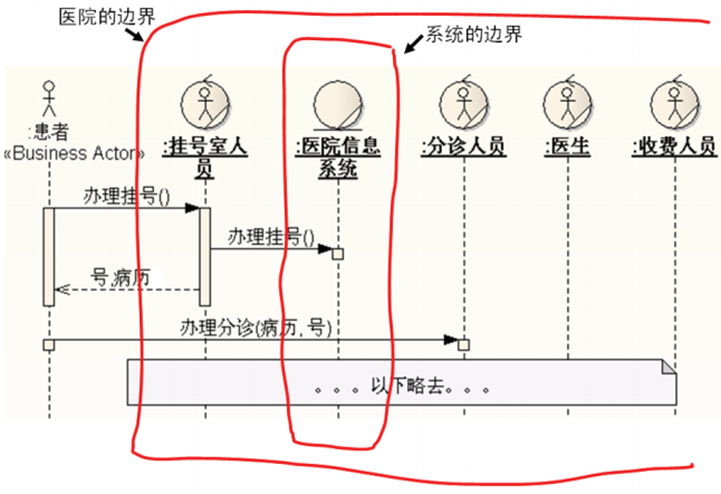 医院的边界
系统的边界
:患者
«Business Actor»
:挂号室人
员
:医院信息
系统
:分诊人员
:医生
:收费人员
办理挂号()
办理挂号()
号,病历
办理分诊(病历, 号)
。。。以下略去。。。